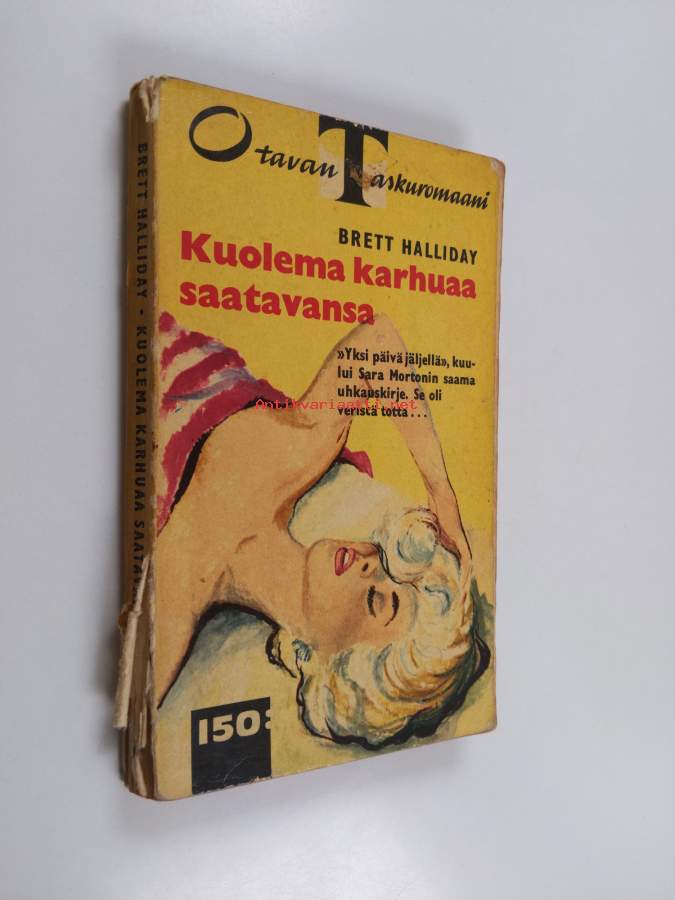 Otavan Taskuromaani
BRETT HALLIDAY
Kuolema karhuaa
saatavansa
»Yksi päivä jäljellä», kuu-
lui Sara Mortonin saama
uhkauskirje. Se oli
veristä totta...
Antikvariaatti.net
150:
BRETT HALLIDAY • KUOLEMA KARHUAA